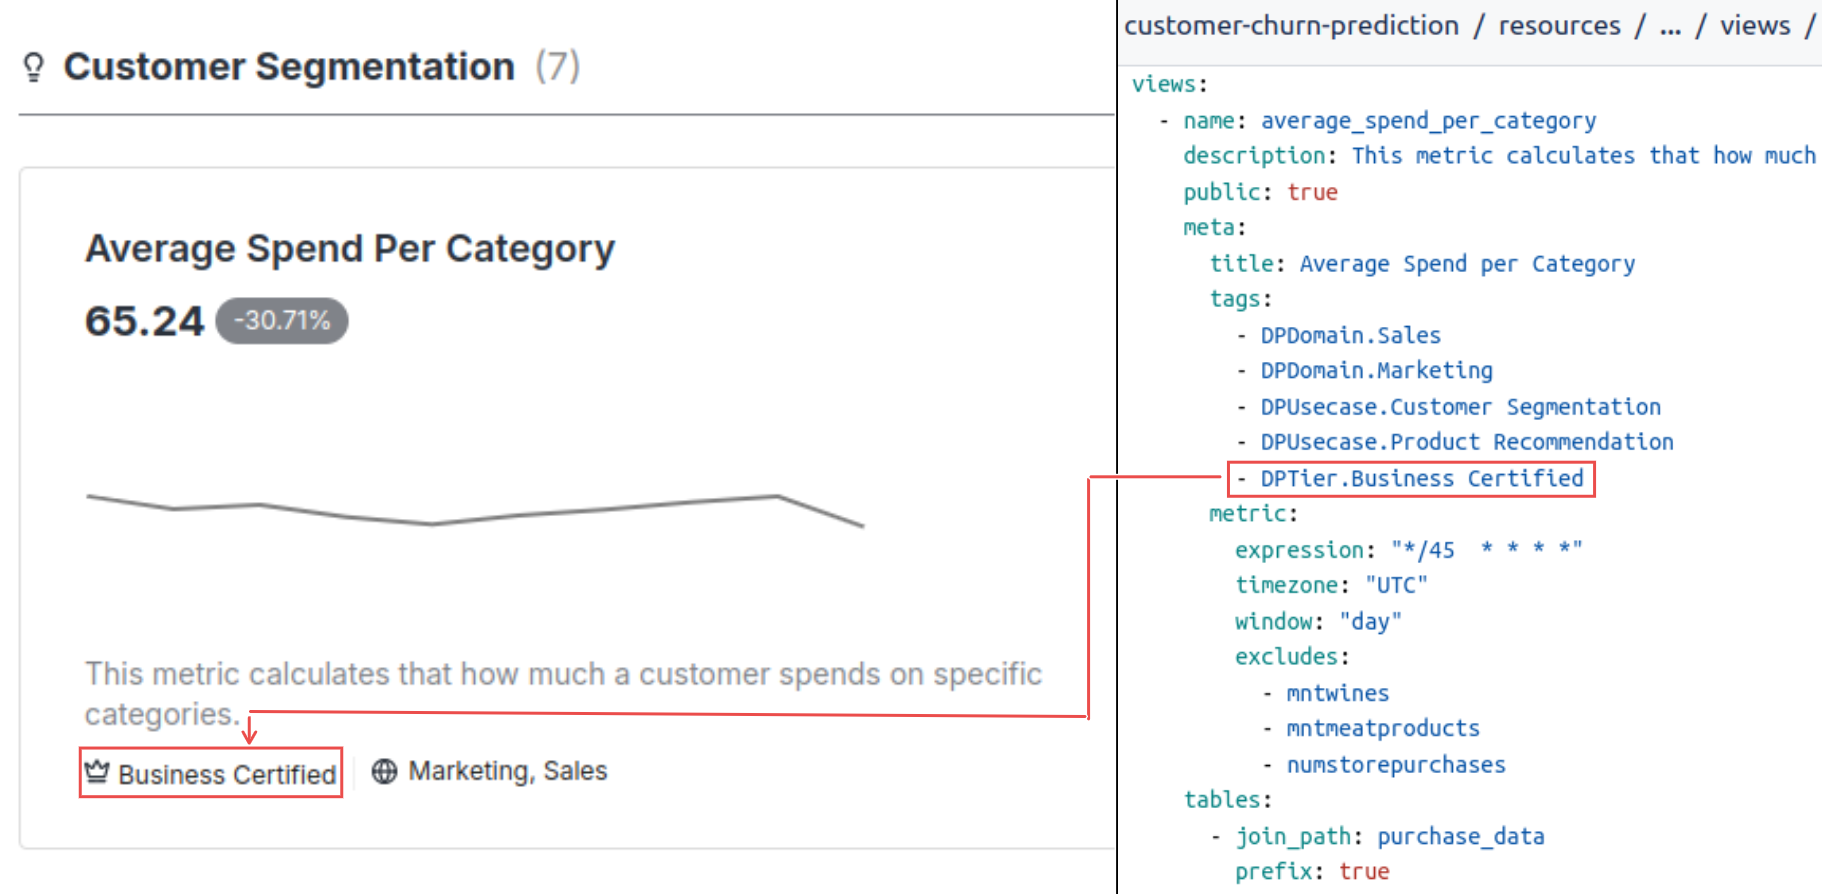 Customer Segmentation (7)
Average Spend Per Category
65.24 -30.71%
This metric calculates that how much a customer spends on specific
categories.
Business Certified Marketing, Sales
customer-churn-prediction / resources / ... / views /
views:
- name: average_spend_per_category
description: This metric calculates that how much
public: true
meta:
title: Average Spend per Category
tags:
- DPDomain.Sales
- DPDomain.Marketing
- DPUsecase.Customer Segmentation
- DPUsecase.Product Recommendation
- DPTier.Business Certified
metric:
expression: "*/45  * * * *"
timezone: "UTC"
window: "day"
excludes:
- mntwines
- mntmeatproducts
- numstorepurchases
tables:
- join_path: purchase_data
prefix: true